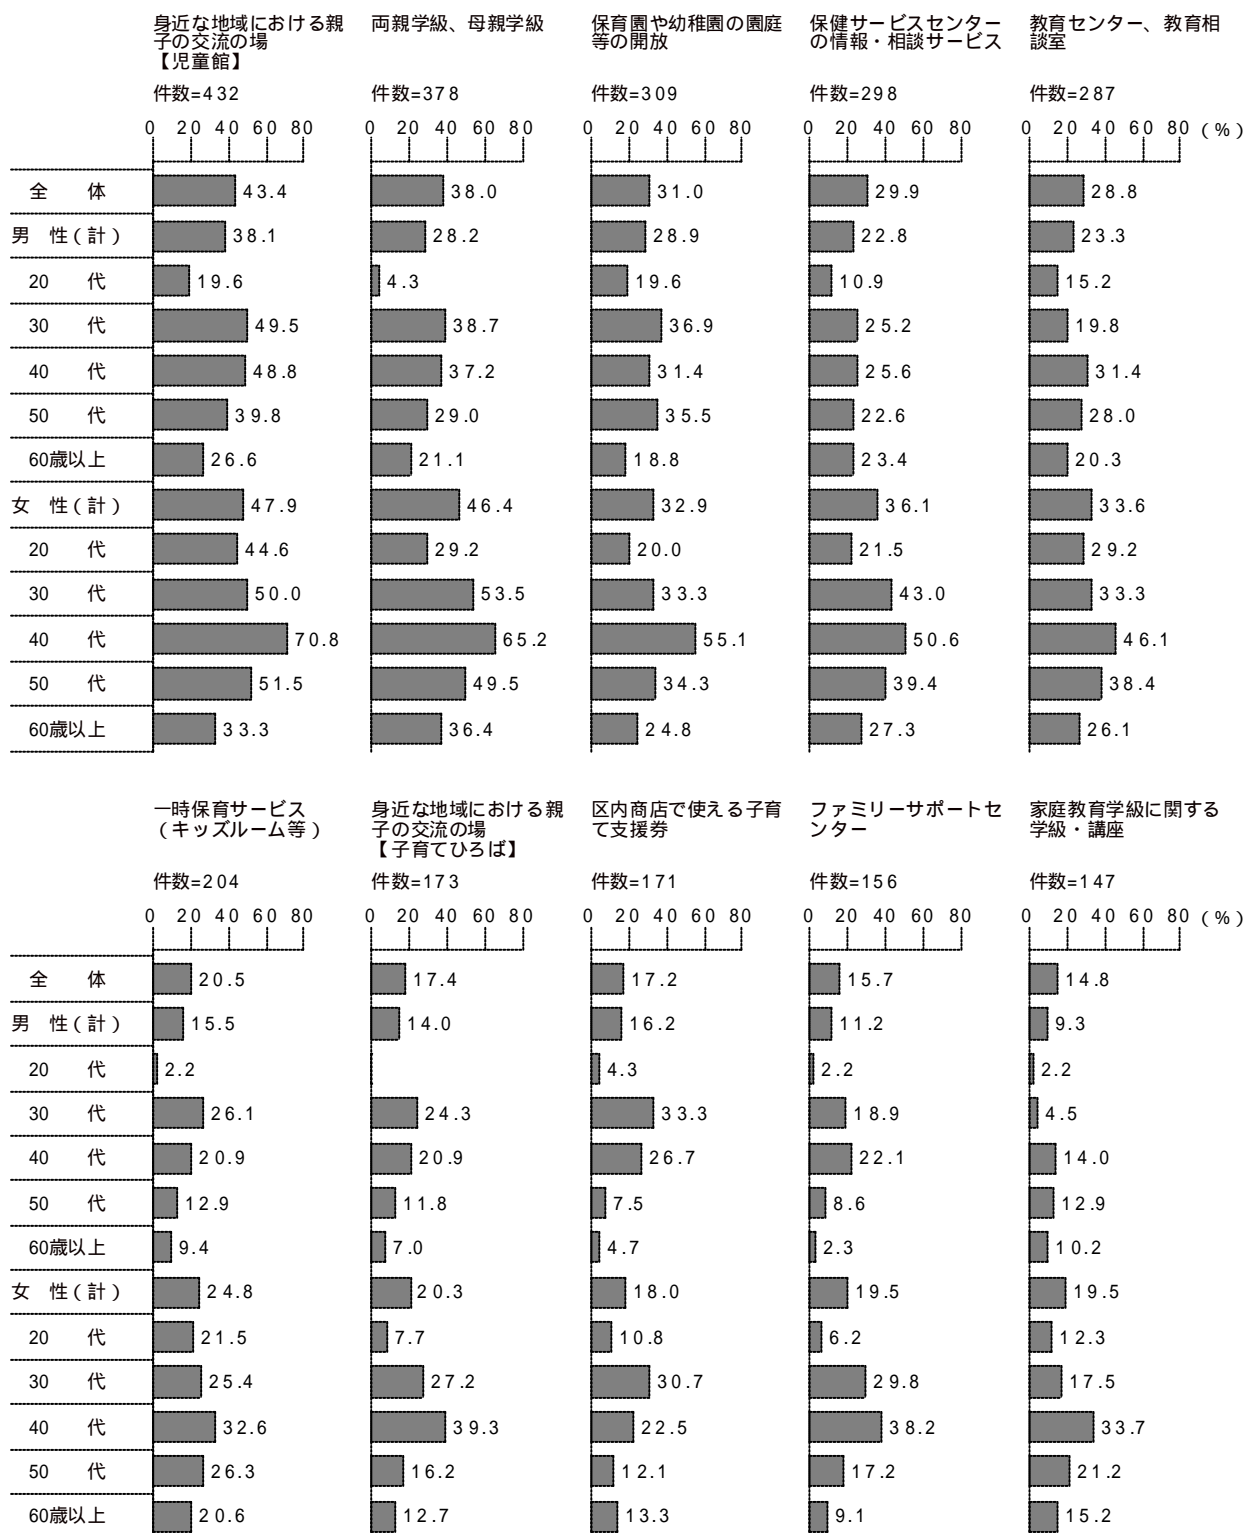 身近な地域における親 両親学級、母親学級 保育園や幼稚園の園庭 保健サービスセンター 教育センター、教育相
子の交流の場 等の開放 の情報・相談サービス 談室
【児童館】
件数=432 件数=378 件数=309 件数=298 件数=287
0 20 40 60 80 0 20 40 60 80 0 20 40 60 80 0 20 40 60 80 0 20 40 60 80 (%)
全 体 43.4 38.0 31.0 29.9 28.8
男 性(計) 38.1 28.2 28.9 22.8 23.3
20 代 19.6 4.3 19.6 10.9 15.2
30 代 49.5 38.7 36.9 25.2 19.8
40 代 48.8 37.2 31.4 25.6 31.4
50 代 39.8 29.0 35.5 22.6 28.0
60歳以上 26.6 21.1 18.8 23.4 20.3
女 性(計) 47.9 46.4 32.9 36.1 33.6
20 代 44.6 29.2 20.0 21.5 29.2
30 代 50.0 53.5 33.3 43.0 33.3
40 代 70.8 65.2 55.1 50.6 46.1
50 代 51.5 49.5 34.3 39.4 38.4
60歳以上 33.3 36.4 24.8 27.3 26.1
一時保育サービス 身近な地域における親 区内商店で使える子育 ファミリーサポートセ 家庭教育学級に関する
(キッズルーム等) 子の交流の場 て支援券 ンター 学級・講座
【子育てひろば】
件数=204 件数=173 件数=171 件数=156 件数=147
0 20 40 60 80 0 20 40 60 80 0 20 40 60 80 0 20 40 60 80 0 20 40 60 80 (%)
全 体 20.5 17.4 17.2 15.7 14.8
男 性(計) 15.5 14.0 16.2 11.2 9.3
20 代 2.2 4.3 2.2 2.2
30 代 26.1 24.3 33.3 18.9 4.5
40 代 20.9 20.9 26.7 22.1 14.0
50 代 12.9 11.8 7.5 8.6 12.9
60歳以上 9.4 7.0 4.7 2.3 10.2
女 性(計) 24.8 20.3 18.0 19.5 19.5
20 代 21.5 7.7 10.8 6.2 12.3
30 代 25.4 27.2 30.7 29.8 17.5
40 代 32.6 39.3 22.5 38.2 33.7
50 代 26.3 16.2 12.1 17.2 21.2
60歳以上 20.6 12.7 13.3 9.1 15.2